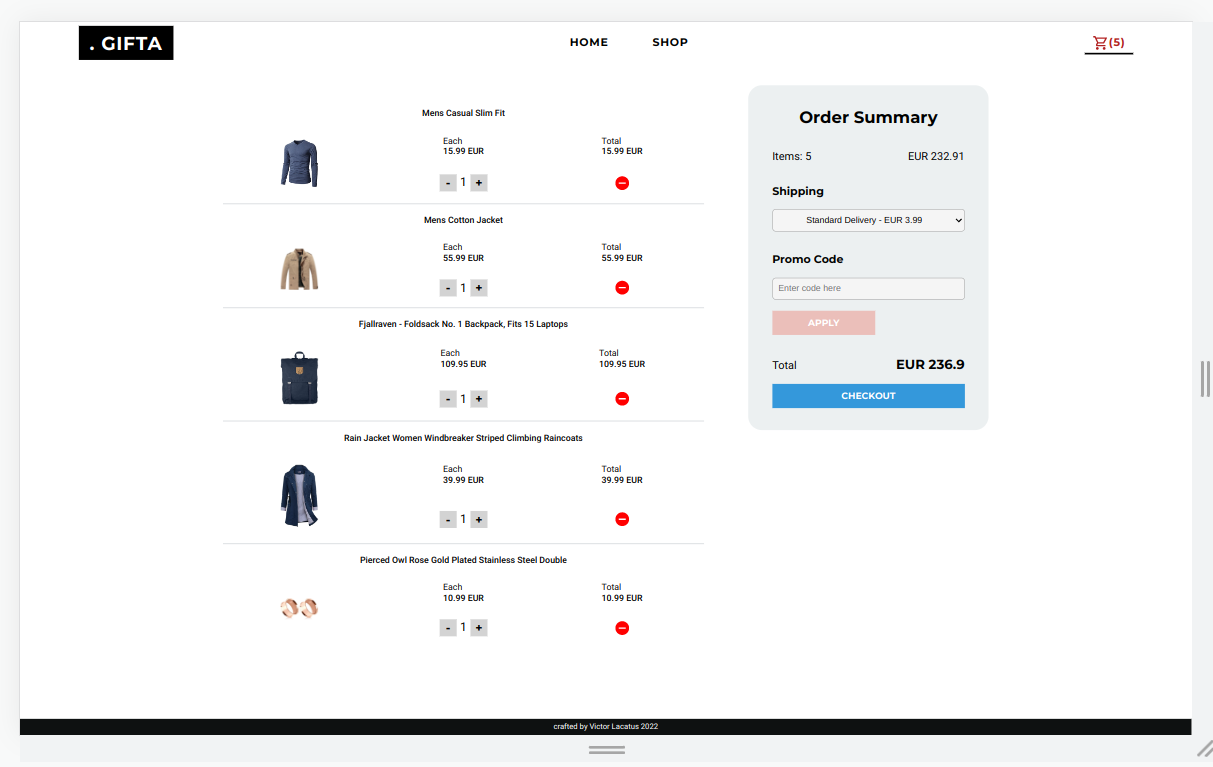 . GIFTA
HOME
SHOP
(5)
Mens Casual Slim Fit
Each
15.99 EUR
Total
15.99 EUR
- 1 +
Mens Cotton Jacket
Each
55.99 EUR
Total
55.99 EUR
- 1 +
Fjallraven - Foldsack No. 1 Backpack, Fits 15 Laptops
Each
109.95 EUR
Total
109.95 EUR
- 1 +
Rain Jacket Women Windbreaker Striped Climbing Raincoats
Each
39.99 EUR
Total
39.99 EUR
- 1 +
Pierced Owl Rose Gold Plated Stainless Steel Double
Each
10.99 EUR
Total
10.99 EUR
- 1 +
Order Summary
Items: 5 EUR 232.91
Shipping
Standard Delivery - EUR 3.99
Promo Code
Enter code here
APPLY
Total EUR 236.9
CHECKOUT
crafted by Victor Lacatus 2022